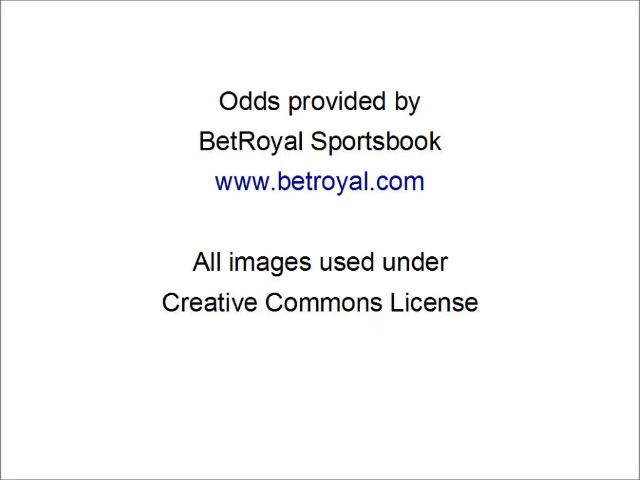 Odds provided by
BetRoyal Sportsbook
www.betroyal.com
All images used under
Creative Commons License